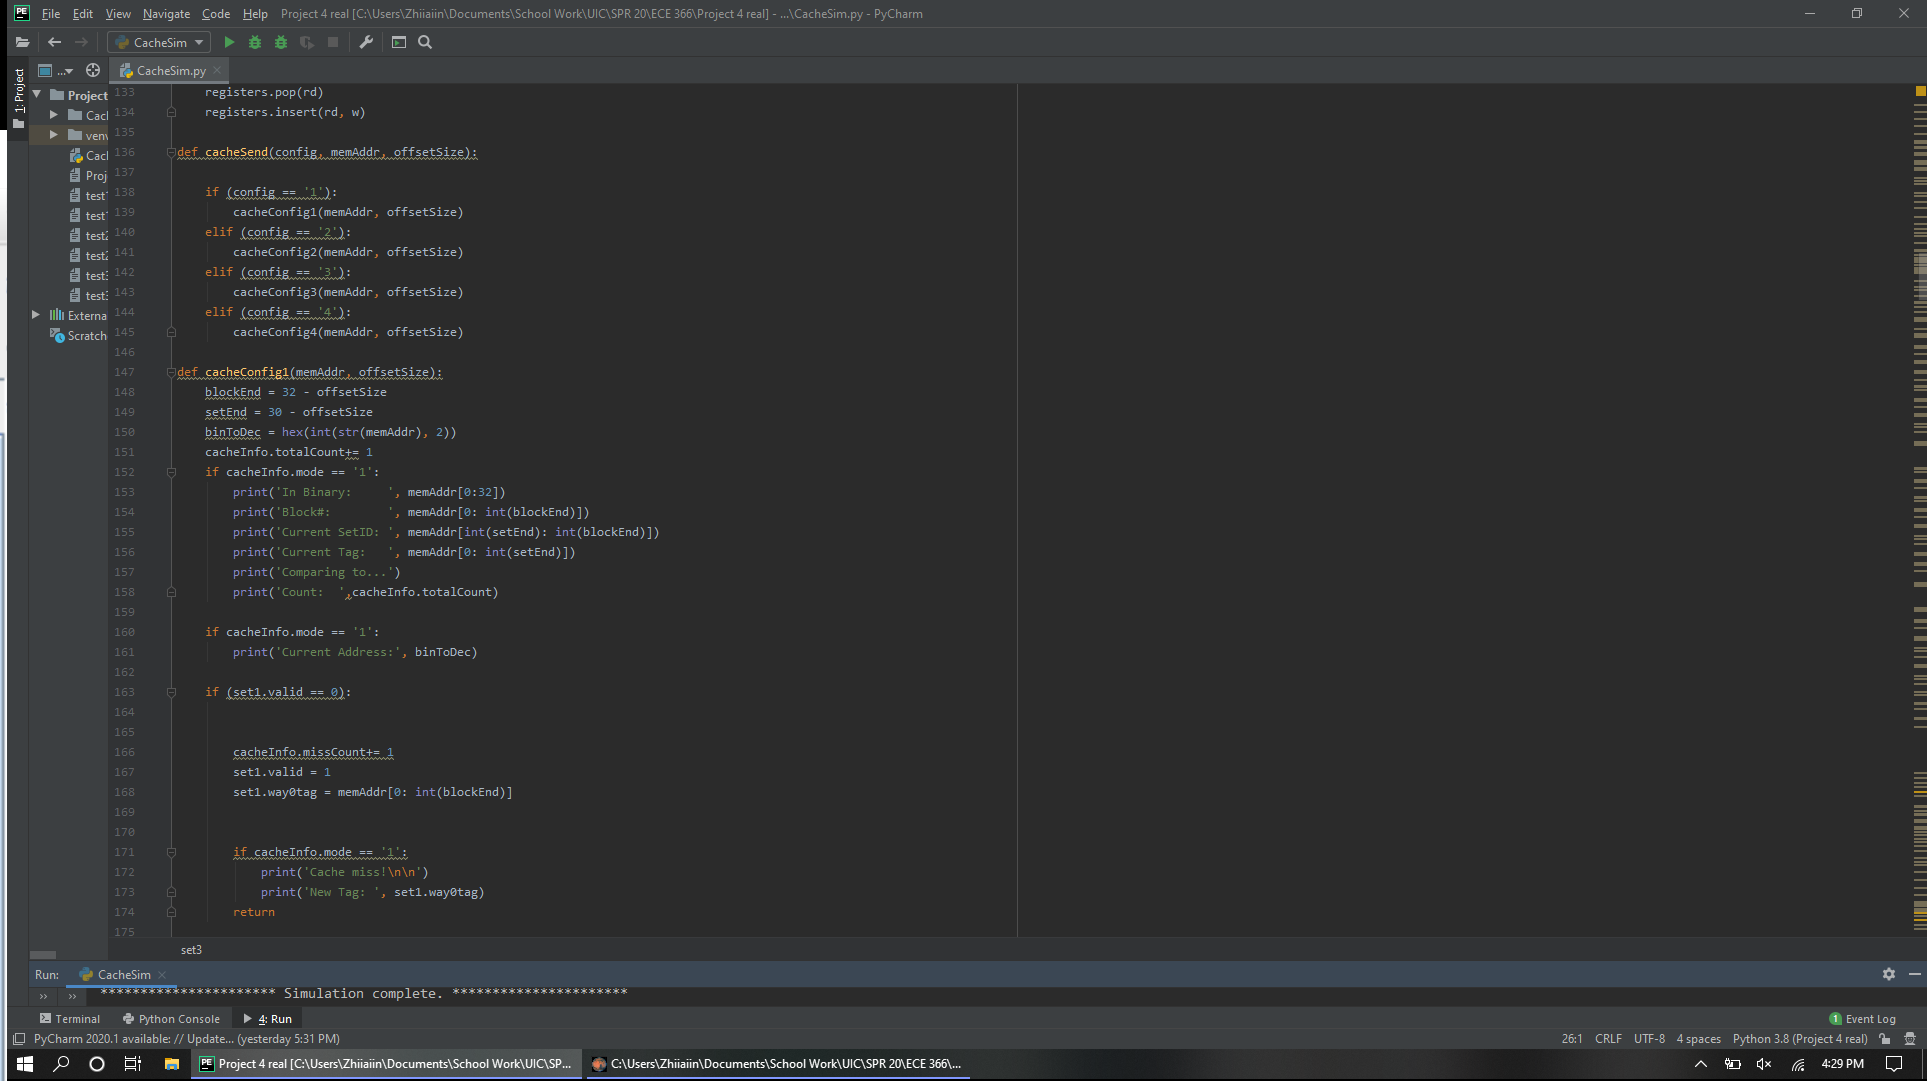 PE File Edit View Navigate Code Help Project 4 real [C:\Users\Zhiiaiin\Documents\School Work\UIC\SPR 20\ECE 366\Project 4 real] - ...\CacheSim.py - PyCharm
CacheSim
1: Project
... CacheSim.py
Project
Cac
venv
Cac
Proj
test
test
test2
test2
test3
test3
Externa
Scratch
133 registers.pop(rd)
134 registers.insert(rd, w)
135
136 def cacheSend(config, memAddr, offsetSize):
137
138 if (config == '1'):
139 cacheConfig1(memAddr, offsetSize)
140 elif (config == '2'):
141 cacheConfig2(memAddr, offsetSize)
142 elif (config == '3'):
143 cacheConfig3(memAddr, offsetSize)
144 elif (config == '4'):
145 cacheConfig4(memAddr, offsetSize)
146
147 def cacheConfig1(memAddr, offsetSize):
148 blockEnd = 32 - offsetSize
149 setEnd = 30 - offsetSize
150 binToDec = hex(int(str(memAddr), 2))
151 cacheInfo.totalCount+= 1
152 if cacheInfo.mode == '1':
153 print('In Binary:     ', memAddr[0:32])
154 print('Block#:        ', memAddr[0: int(blockEnd)])
155 print('Current SetID: ', memAddr[int(setEnd): int(blockEnd)])
156 print('Current Tag:   ', memAddr[0: int(setEnd)])
157 print('Comparing to...')
158 print('Count:  ',cacheInfo.totalCount)
159
160 if cacheInfo.mode == '1':
161 print('Current Address:', binToDec)
162
163 if (set1.valid == 0):
164
165
166 cacheInfo.missCount+= 1
167 set1.valid = 1
168 set1.way0tag = memAddr[0: int(blockEnd)]
169
170
171 if cacheInfo.mode == '1':
172 print('Cache miss!\n\n')
173 print('New Tag: ', set1.way0tag)
174 return
175
set3
Run: CacheSim
********************** Simulation complete. **********************
Terminal Python Console 4: Run 1 Event Log
PyCharm 2020.1 available: // Update... (yesterday 5:31 PM) 26:1 CRLF UTF-8 4 spaces Python 3.8 (Project 4 real)
PE Project 4 real [C:\Users\Zhiiaiin\Documents\School Work\UIC\SP... C:\Users\Zhiiaiin\Documents\School Work\UIC\SPR 20\ECE 366\... 4:29 PM